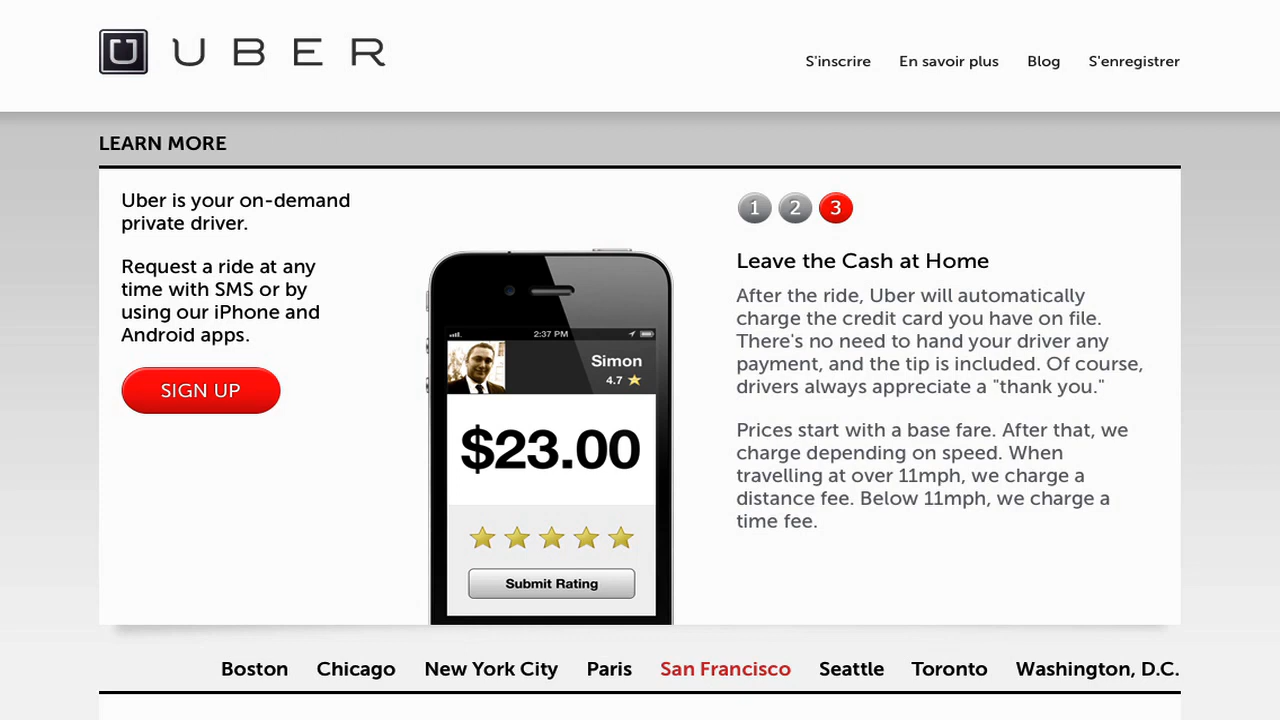 UBER
S'inscrire En savoir plus Blog S'enregistrer
LEARN MORE
Uber is your on-demand
private driver.
Request a ride at any
time with SMS or by
using our iPhone and
Android apps.
SIGN UP
2:37 PM
Simon
4.7
$23.00
Submit Rating
1 2 3
Leave the Cash at Home
After the ride, Uber will automatically
charge the credit card you have on file.
There's no need to hand your driver any
payment, and the tip is included. Of course,
drivers always appreciate a "thank you."
Prices start with a base fare. After that, we
charge depending on speed. When
travelling at over 11mph, we charge a
distance fee. Below 11mph, we charge a
time fee.
Boston Chicago New York City Paris San Francisco Seattle Toronto Washington, D.C.